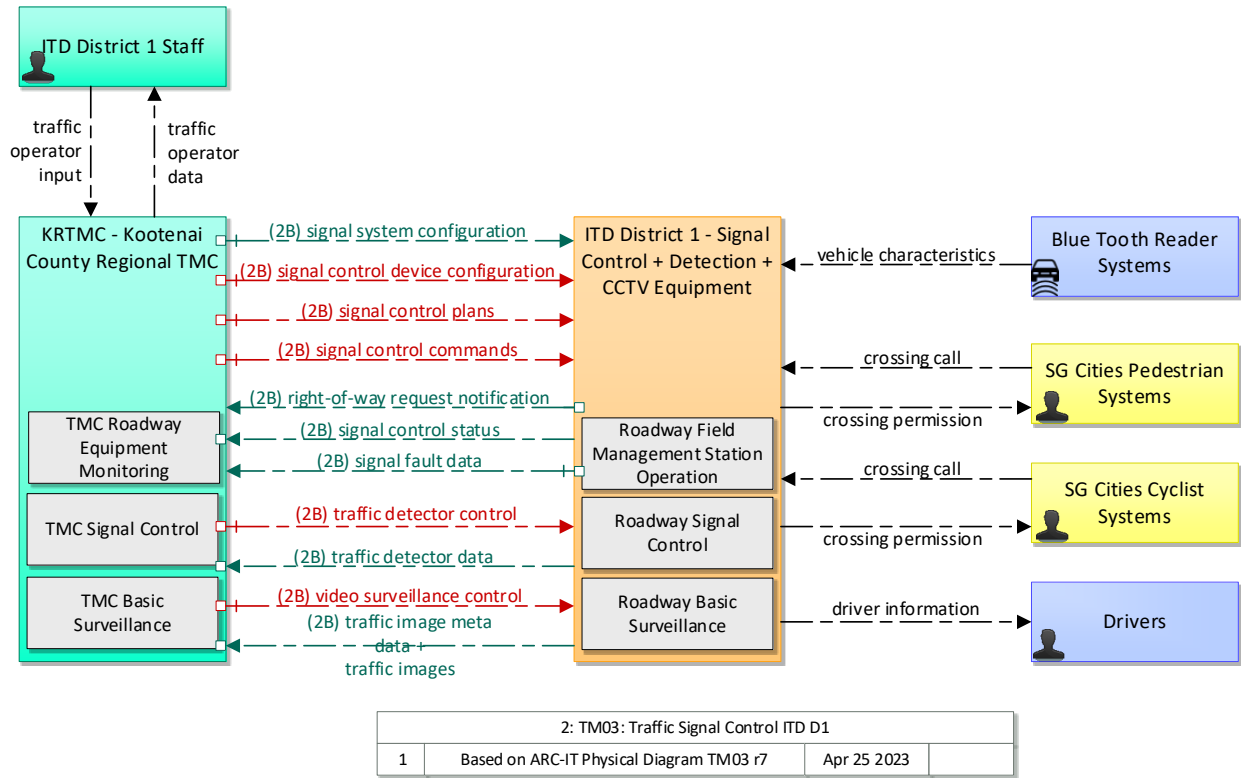 ITD District 1 Staff
traffic
operator
input
traffic
operator
data
KRTMC - Kootenai
County Regional TMC
(2B) signal system configuration
(2B) signal control device configuration
(2B) signal control plans
(2B) signal control commands
(2B) right-of-way request notification
(2B) signal control status
(2B) signal fault data
(2B) traffic detector control
(2B) traffic detector data
(2B) video surveillance control
(2B) traffic image meta
data +
traffic images
TMC Roadway
Equipment
Monitoring
TMC Signal Control
TMC Basic
Surveillance
ITD District 1 - Signal
Control + Detection +
CCTV Equipment
Roadway Field
Management Station
Operation
Roadway Signal
Control
Roadway Basic
Surveillance
vehicle characteristics
crossing call
crossing permission
crossing call
crossing permission
driver information
Blue Tooth Reader
Systems
SG Cities Pedestrian
Systems
SG Cities Cyclist
Systems
Drivers
2: TM03: Traffic Signal Control ITD D1
1 Based on ARC-IT Physical Diagram TM03 r7 Apr 25 2023